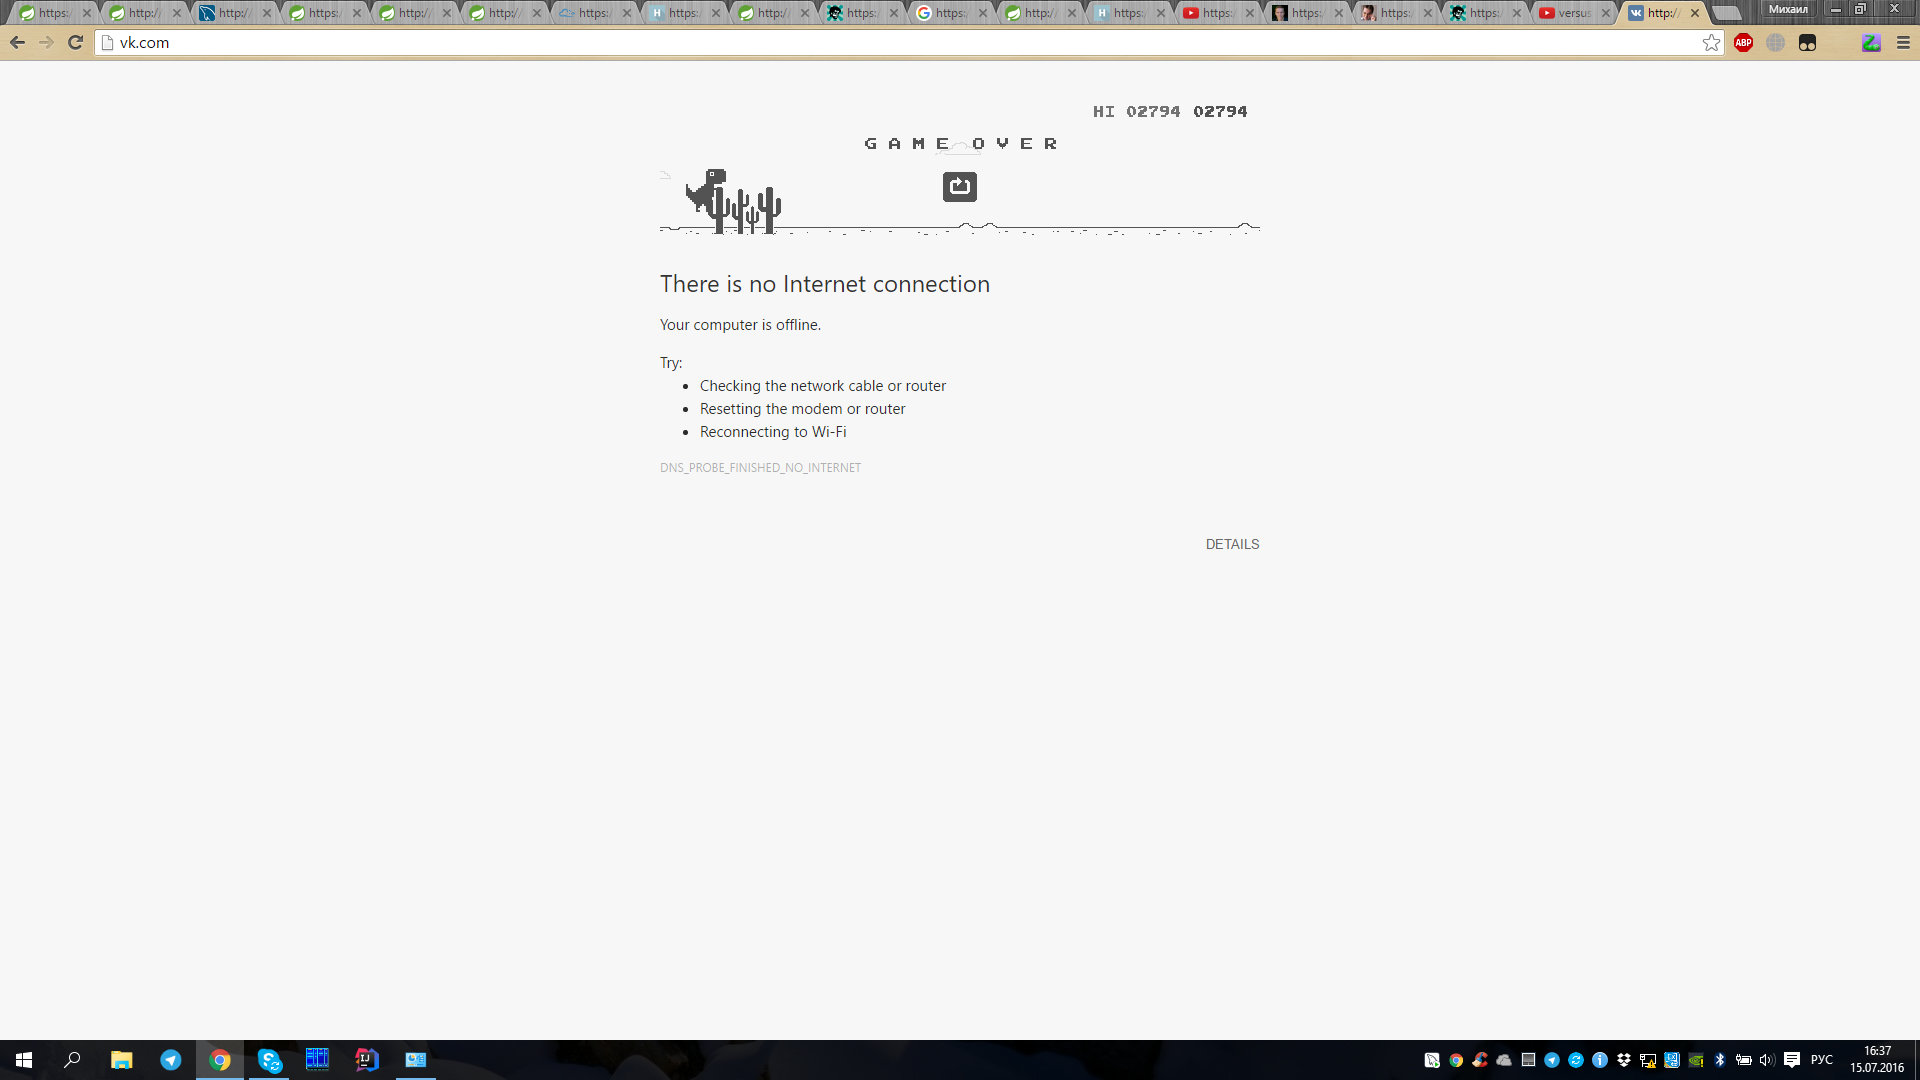 https: http:// http:// https: http:// http:// https: https: http:// https: https: http:// https: https: https: https: https: versus http:// Михаил
vk.com
ABP
HI 02794 02794
GAME OVER
There is no Internet connection
Your computer is offline.
Try:
Checking the network cable or router
Resetting the modem or router
Reconnecting to Wi-Fi
DNS_PROBE_FINISHED_NO_INTERNET
DETAILS
РУС
16:37
15.07.2016